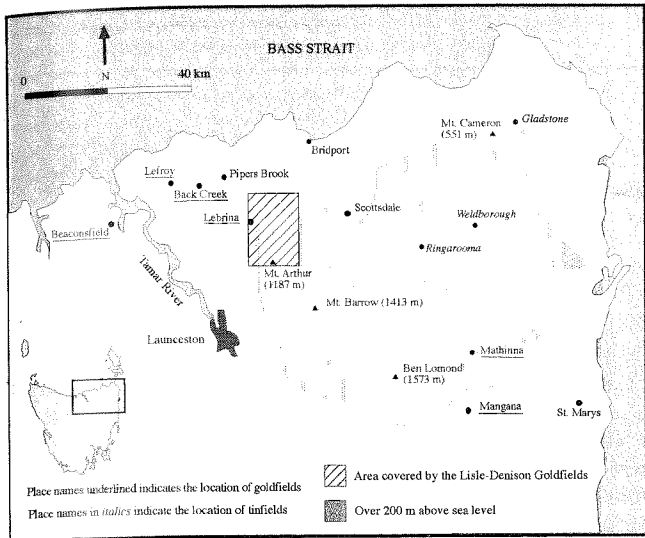 BASS STRAIT
N
0 40 km
Mt. Cameron
(551 m)
Gladstone
Bridport
Lefroy
Pipers Brook
Back Creek
Lebrina
Scottsdale
Weldborough
Beaconsfield
Ringarooma
Tamar River
Mt. Arthur
(1187 m)
Mt. Barrow (1413 m)
Launceston
Mathinna
Ben Lomond
(1573 m)
Mangana
St. Marys
Place names underlined indicates the location of goldfields
Place names in italics indicate the location of tinfields
Area covered by the Lisle-Denison Goldfields
Over 200 m above sea level